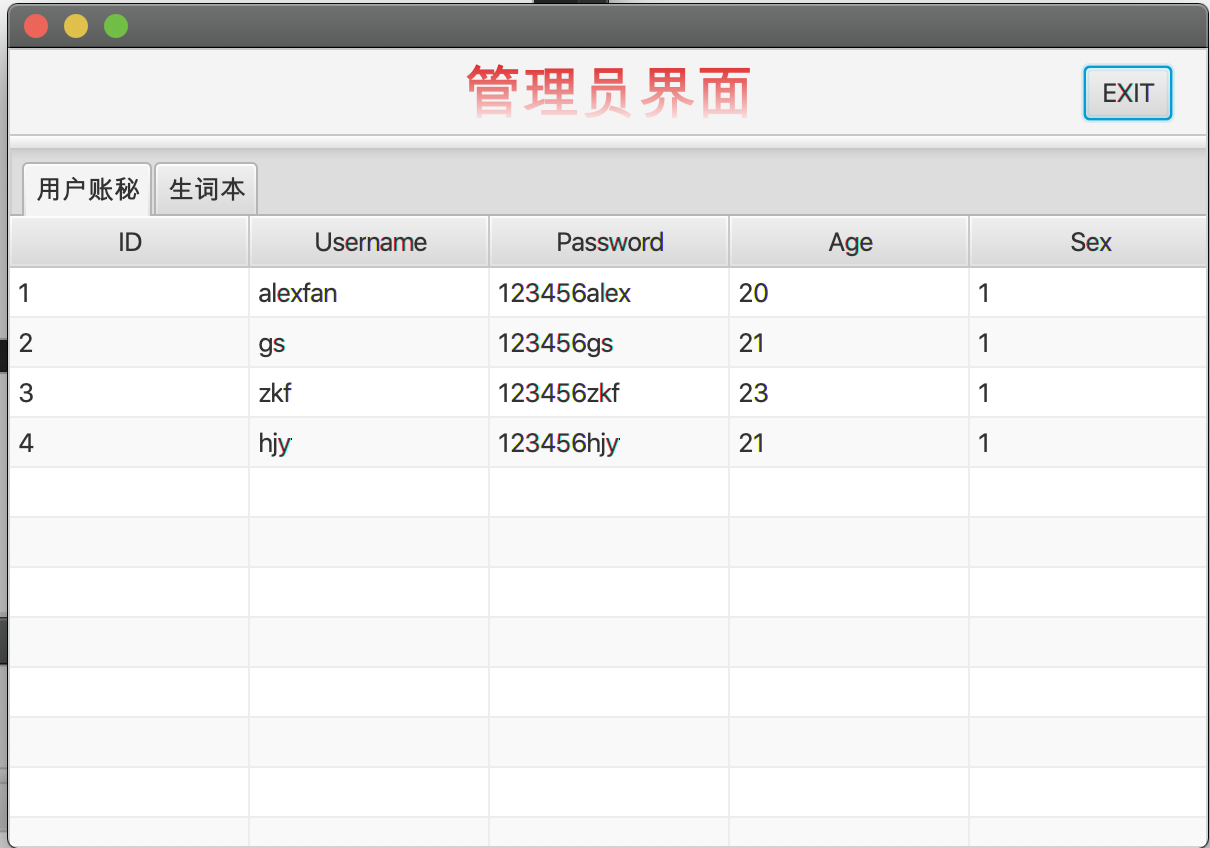 管理员界面
EXIT
用户账秘 生词本
ID Username Password Age Sex
1 alexfan 123456alex 20 1
2 gs 123456gs 21 1
3 zkf 123456zkf 23 1
4 hjy 123456hjy 21 1